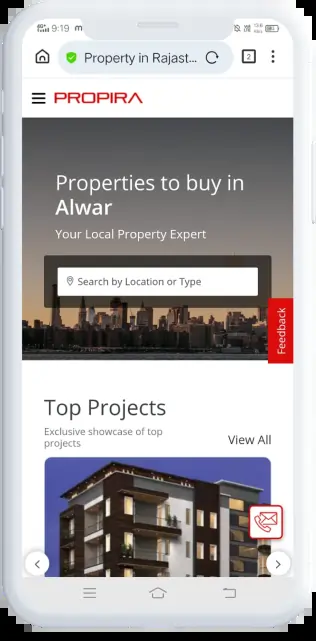 9:19 m
Property in Rajast... 2
PROPIRA
Properties to buy in
Alwar
Your Local Property Expert
Search by Location or Type
Feedback
Top Projects
Exclusive showcase of top
projects
View All